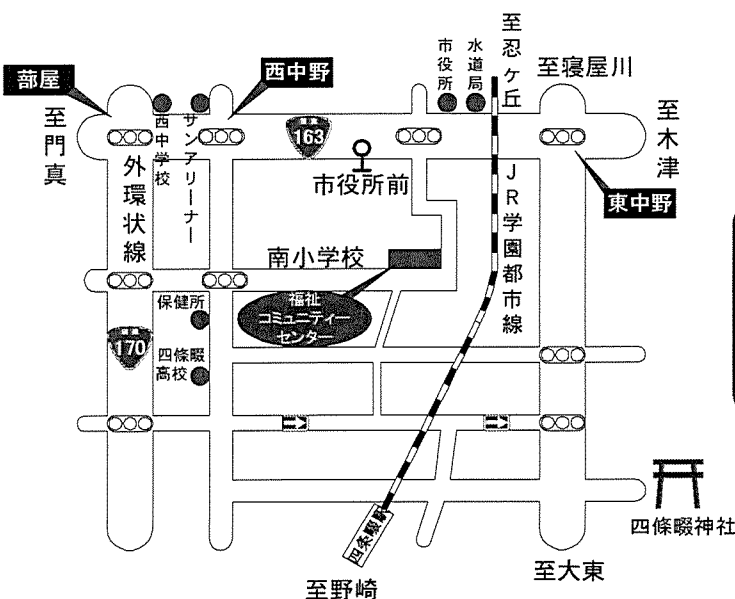 至忍ケ丘
市役所
水道局
至寝屋川
西中野
部屋
至門真
至木津
西中学校
サンアリーナー
163
市役所前
外環状線
東中野
JR学園都市線
南小学校
福祉
コミュニティー
センター
保健所
170
四條畷
高校
四条畷駅
四條畷神社
至大東
至野崎